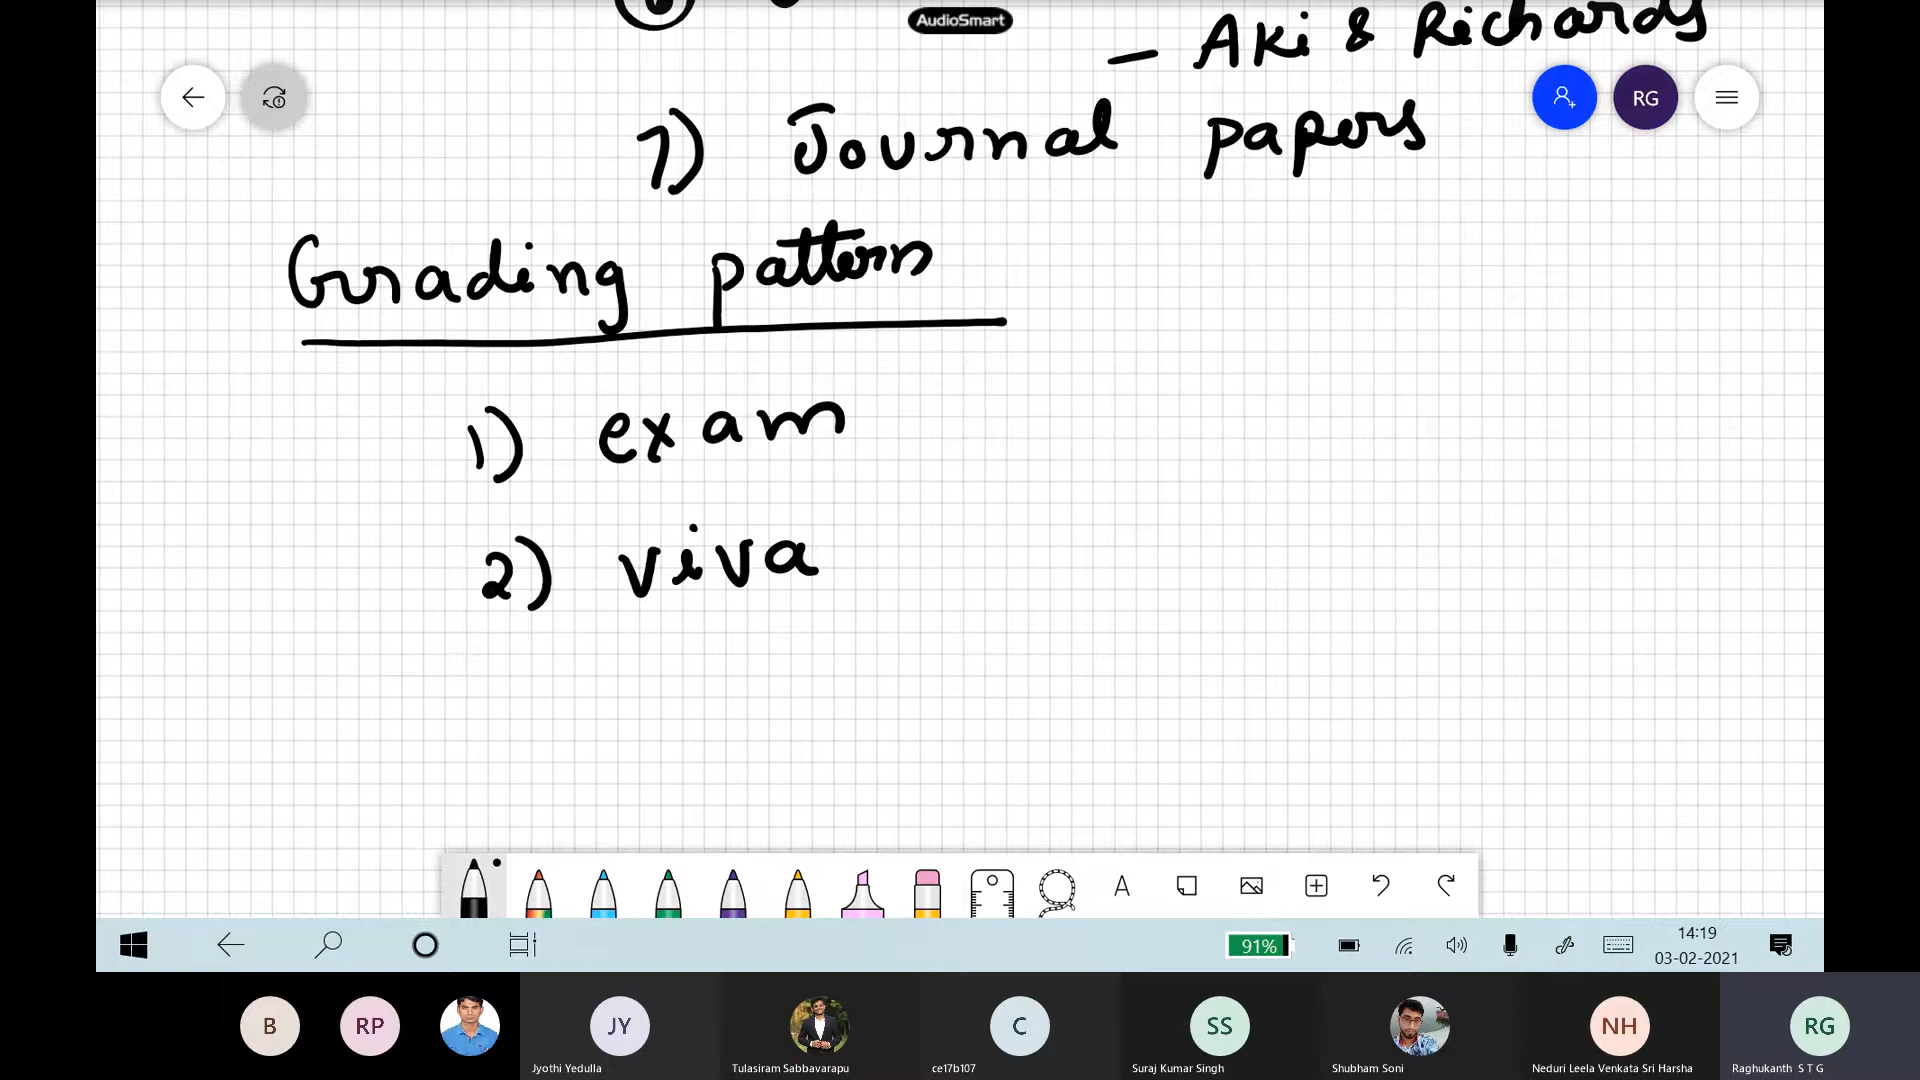 AudioSmart
– Aki & Richards
RG
7) Journal papers
Grading pattern
1) exam
2) viva
A
91%
14:19
03-02-2021
B
RP
JY
C
SS
NH
RG
Jyothi Yedulla
Tulasiram Sabbavarapu
ce17b107
Suraj Kumar Singh
Shubham Soni
Neduri Leela Venkata Sri Harsha
Raghukanth S T G